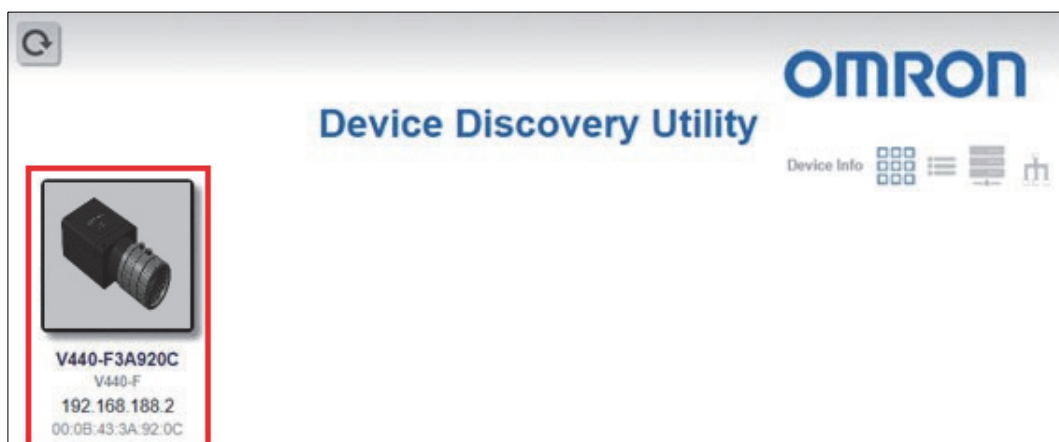 OMRON
Device Discovery Utility
Device Info
V440-F3A920C
V440-F
192.168.188.2
00:0B:43:3A:92:0C